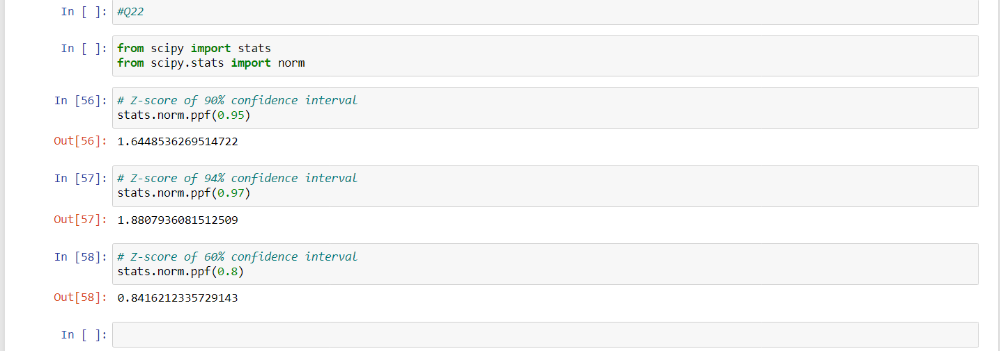 In [ ]: #Q22
In [ ]: from scipy import stats
from scipy.stats import norm
In [56]: # Z-score of 90% confidence interval
stats.norm.ppf(0.95)
Out[56]: 1.6448536269514722
In [57]: # Z-score of 94% confidence interval
stats.norm.ppf(0.97)
Out[57]: 1.8807936081512509
In [58]: # Z-score of 60% confidence interval
stats.norm.ppf(0.8)
Out[58]: 0.8416212335729143
In [ ]: